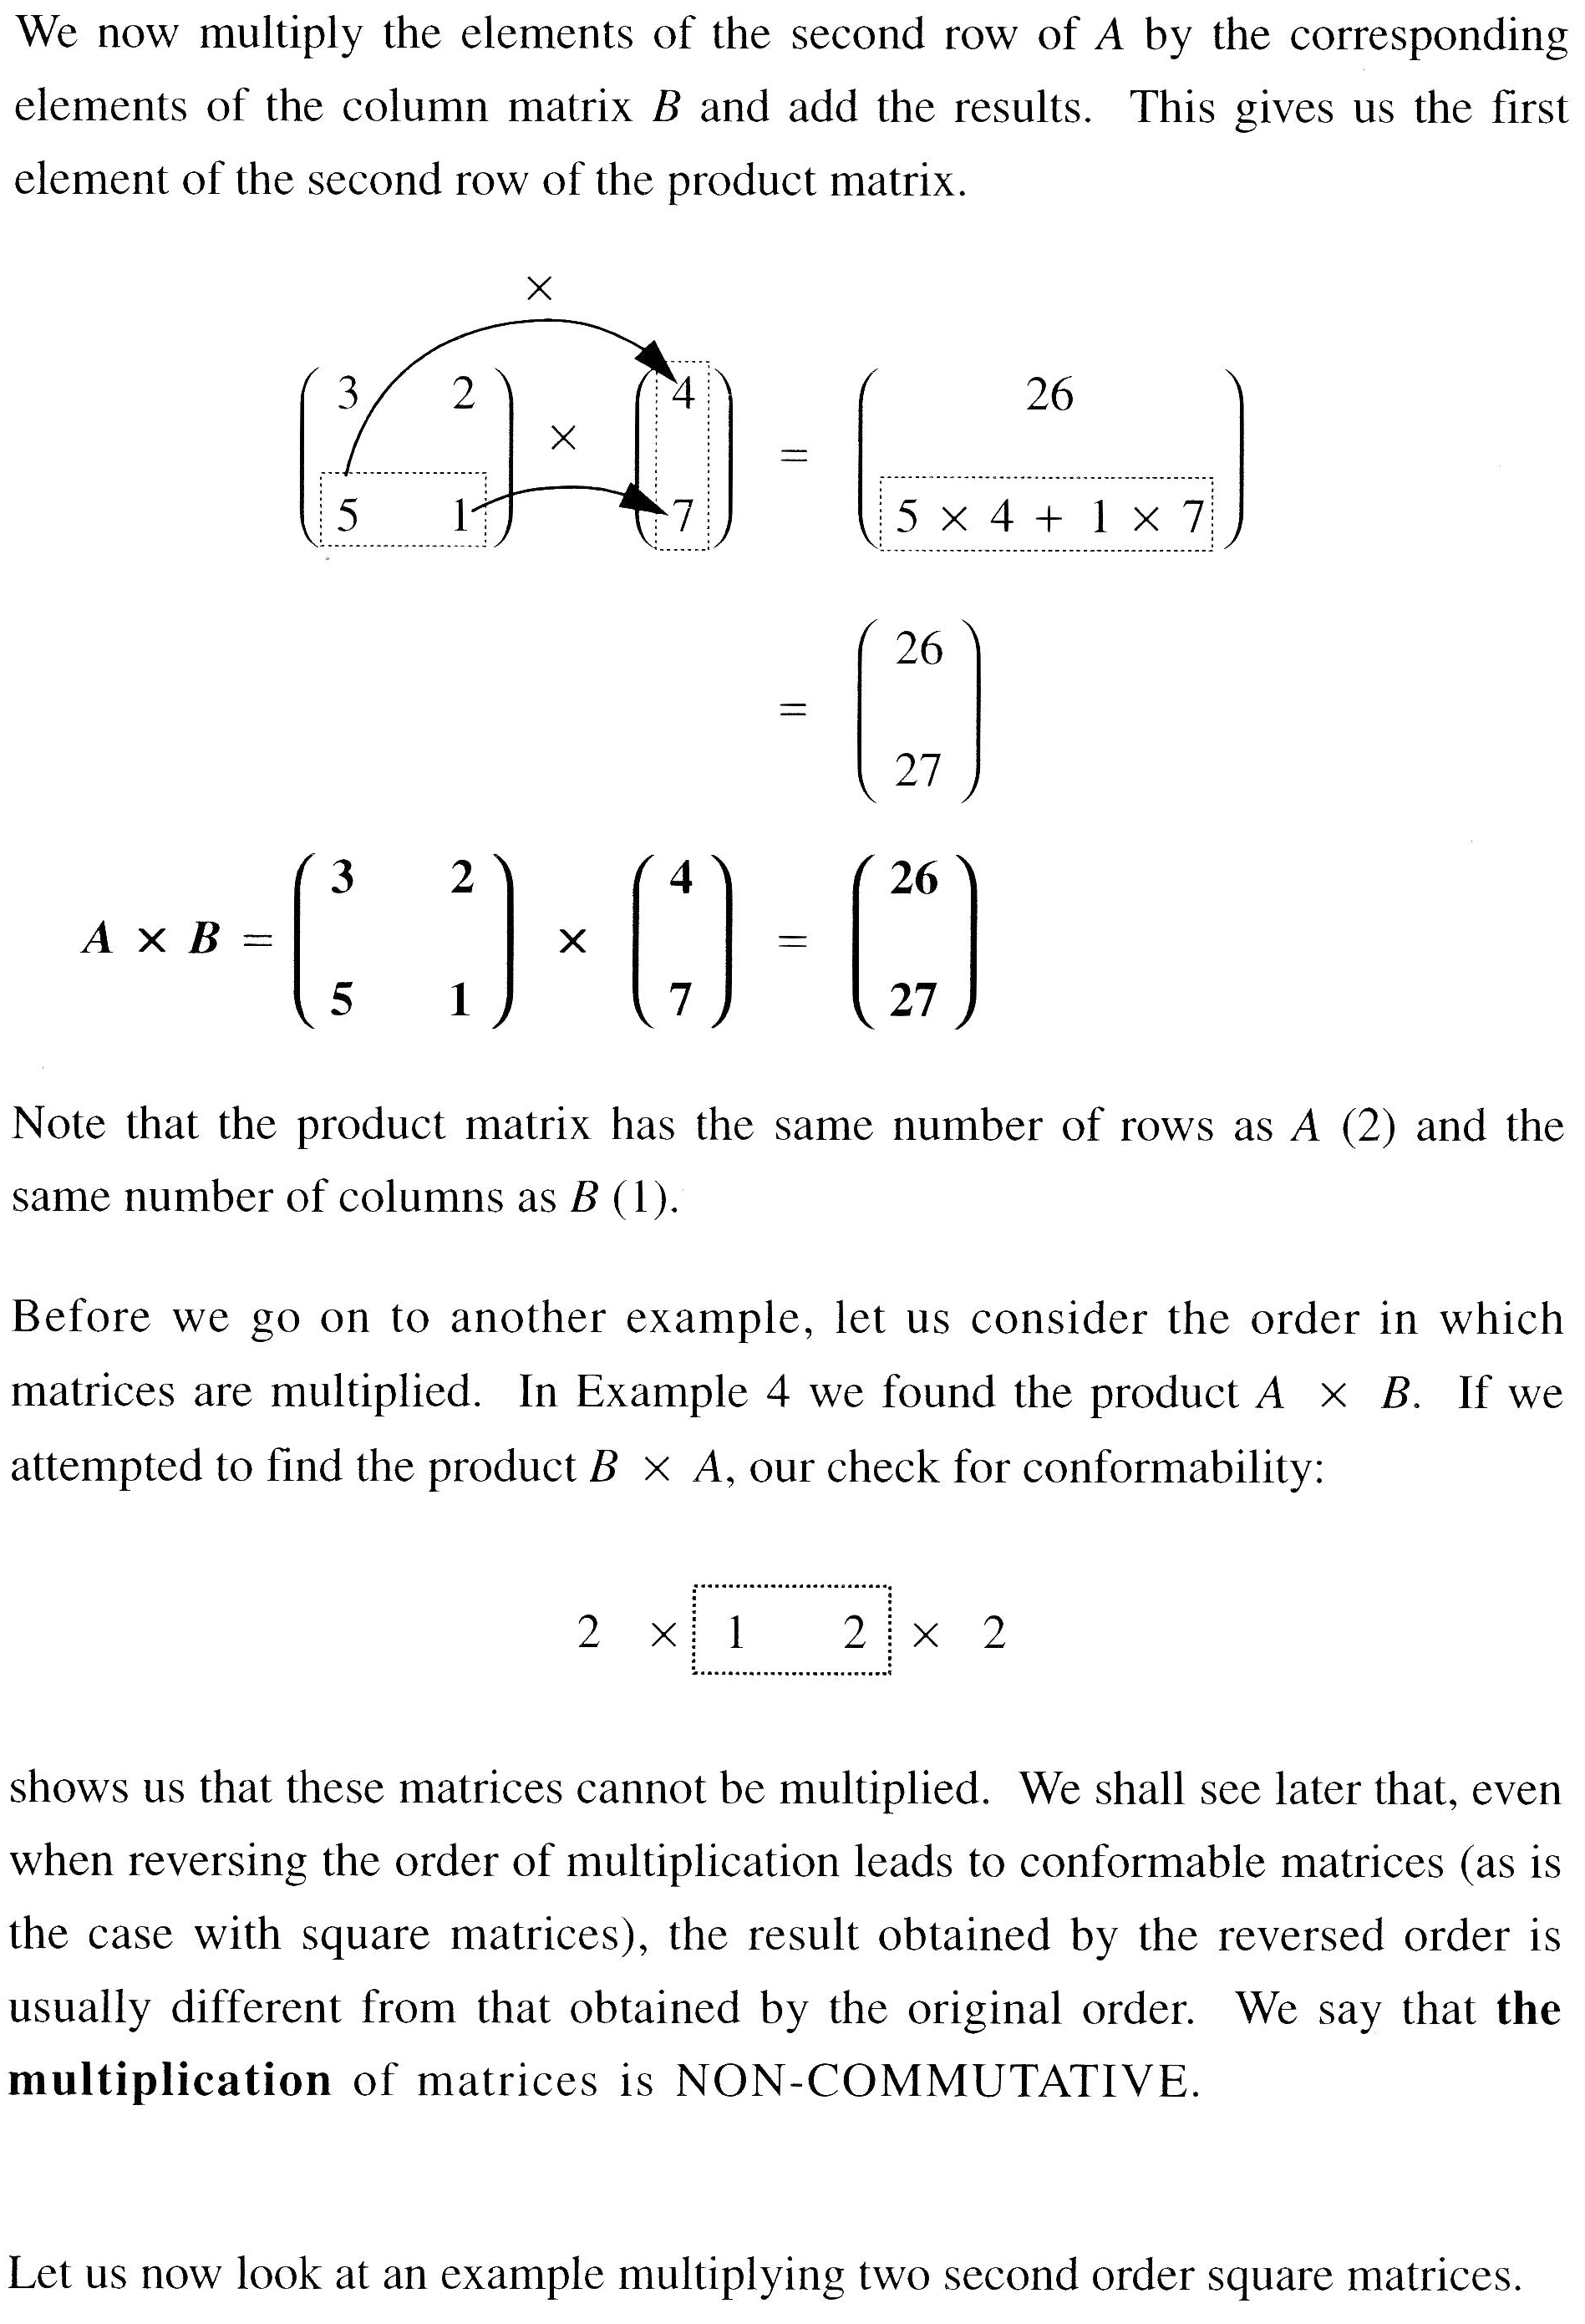 We now multiply the elements of the second row of A by the corresponding
elements of the column matrix B and add the results. This gives us the first
element of the second row of the product matrix.
×
3 2 4 26
× =
5 1 7 5 × 4 + 1 × 7
26
=
27
3 2 4 26
A × B = × =
5 1 7 27
Note that the product matrix has the same number of rows as A (2) and the
same number of columns as B (1).
Before we go on to another example, let us consider the order in which
matrices are multiplied. In Example 4 we found the product A × B. If we
attempted to find the product B × A, our check for conformability:
2 × 1 2 × 2
shows us that these matrices cannot be multiplied. We shall see later that, even
when reversing the order of multiplication leads to conformable matrices (as is
the case with square matrices), the result obtained by the reversed order is
usually different from that obtained by the original order. We say that the
multiplication of matrices is NON-COMMUTATIVE.
Let us now look at an example multiplying two second order square matrices.